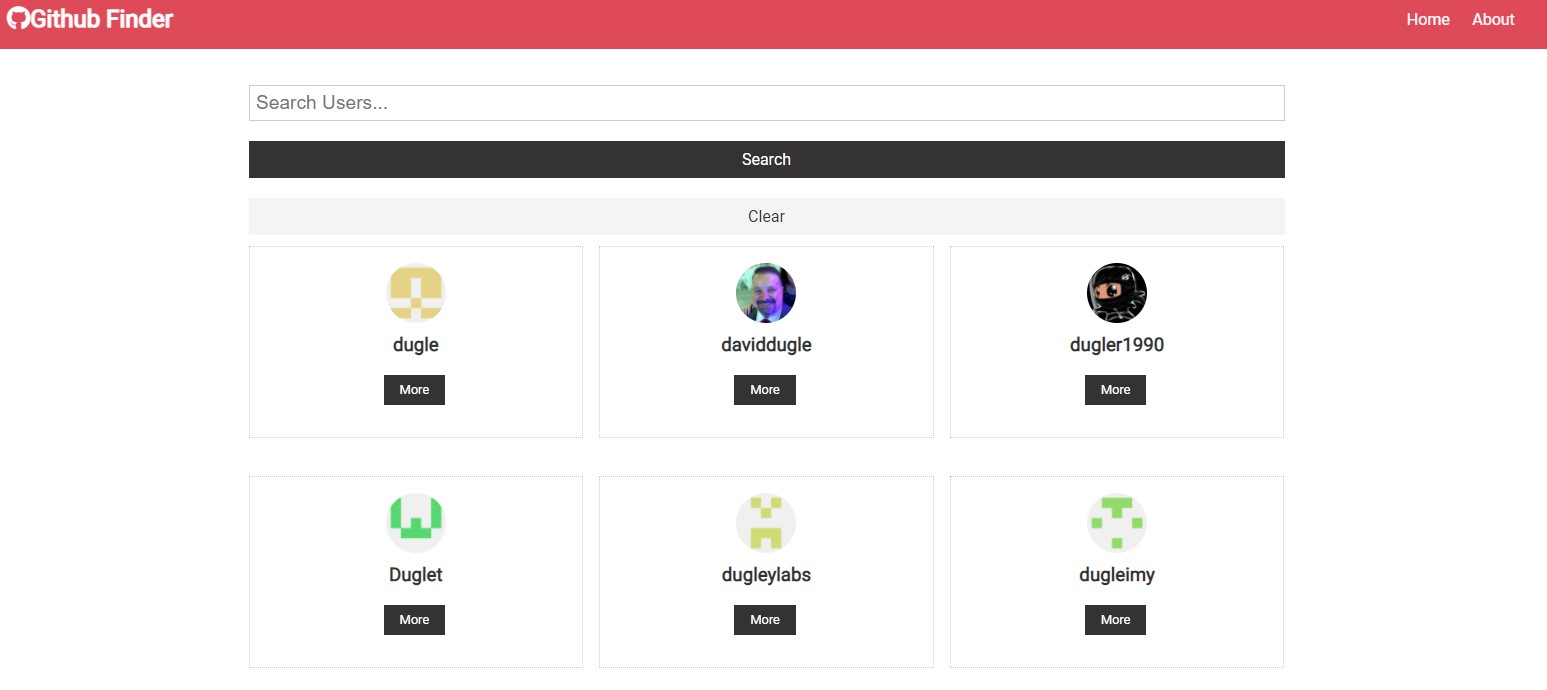 Github Finder
Home About
Search Users...
Search
Clear
dugle
daviddugle
dugler1990
More
More
More
Duglet
dugleylabs
dugleimy
More
More
More